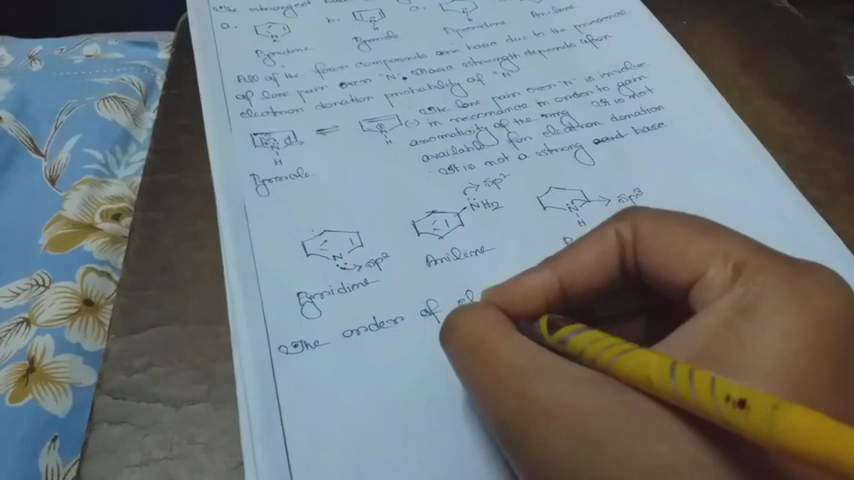 The strongest
a. b. c.
N N H
Pyridine Pyrrole Piperidine Aniline
All of the four compounds are base due to the presence
of lone pair over "N". Base strength depends upon
electron donation probability of "N"
The lone pair over "N" is involve
in resonance in order to gain
aromaticity of the ring. It is not
available for electron donation
It is not a strong base.
N H
N H
Pyrrole
sp2
NH2
sp3
N
sp2
N
H
Pyridine
Aniline
The order of